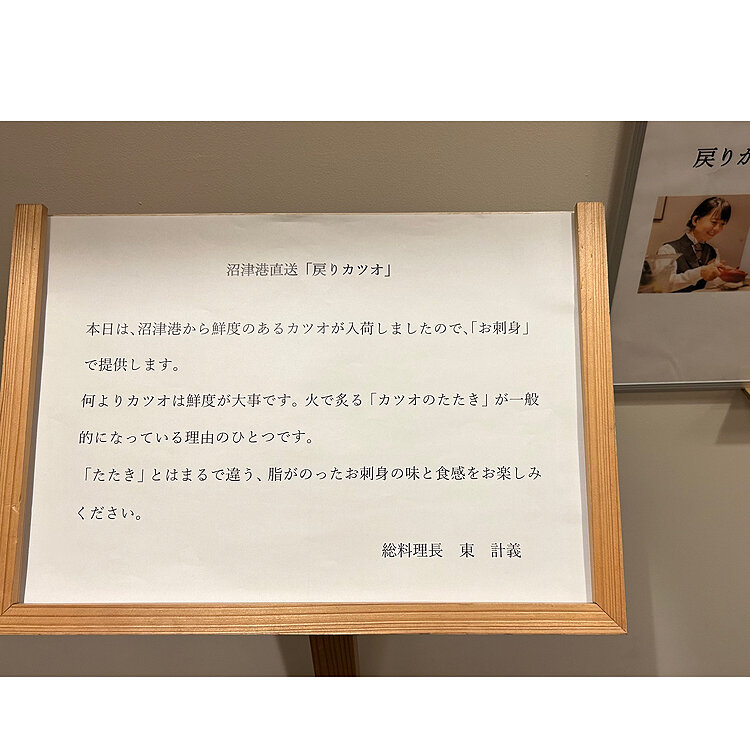 沼津港直送「戻りカツオ」
本日は、沼津港から鮮度のあるカツオが入荷しましたので、「お刺身」
で提供します。
何よりカツオは鮮度が大事です。火で炙る「カツオのたたき」が一般
的になっている理由のひとつです。
「たたき」とはまるで違う、脂がのったお刺身の味と食感をお楽しみ
ください。
総料理長　東　計義
戻り